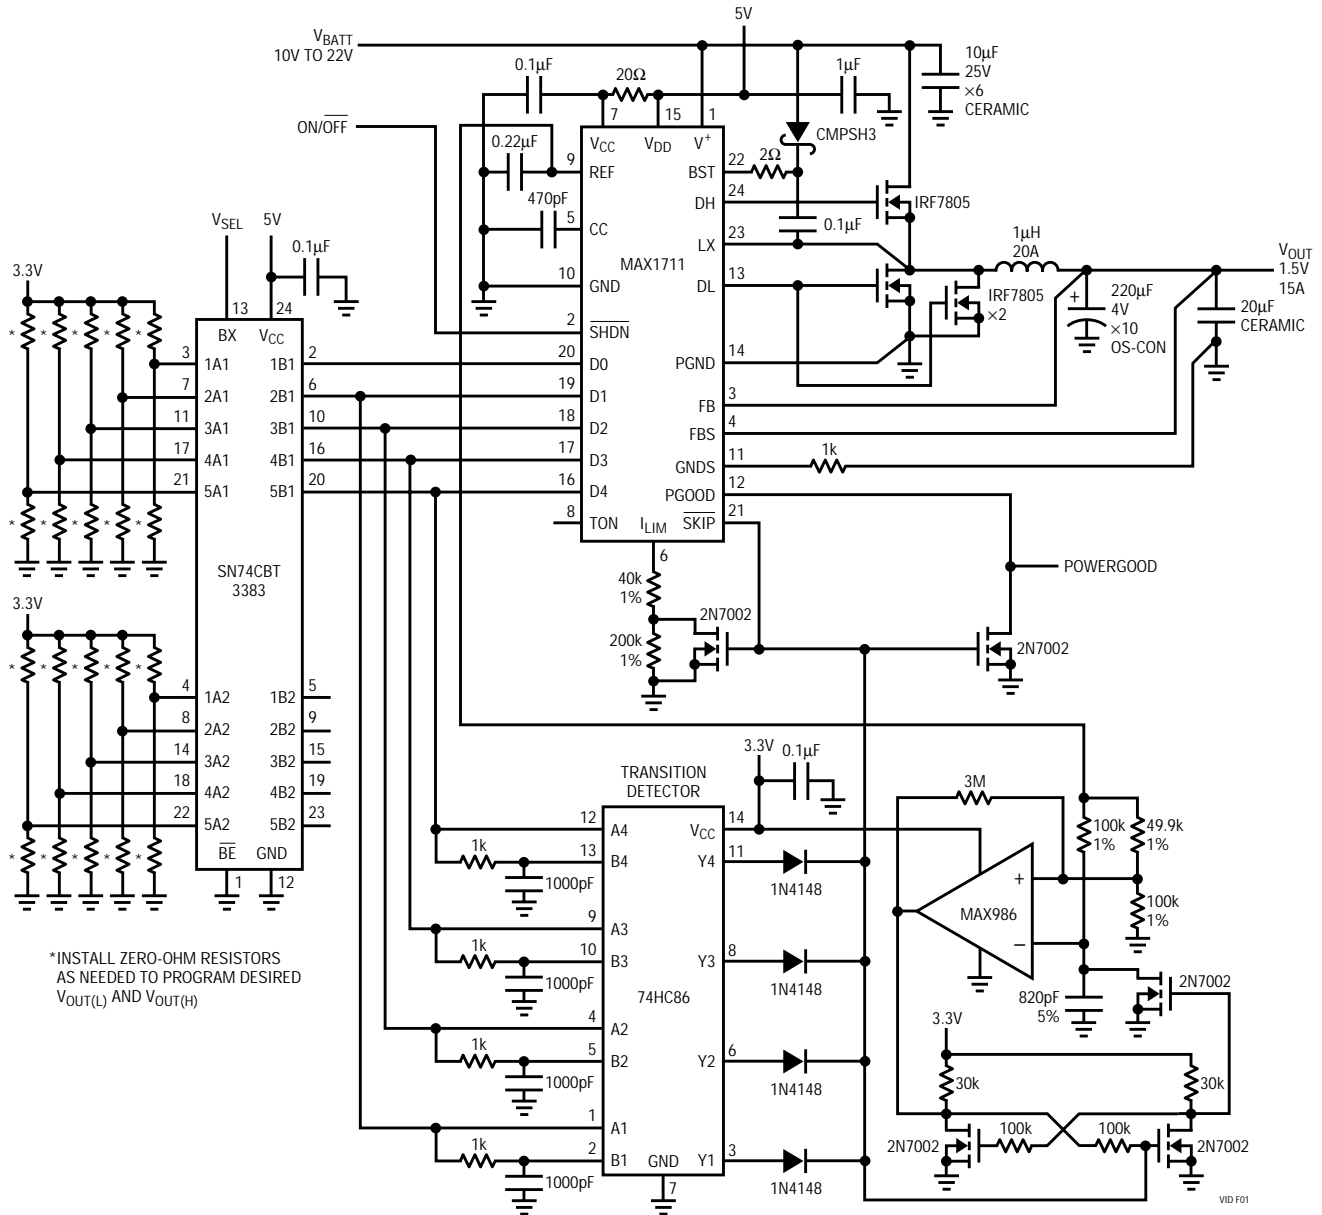 5V
VBATT
10V TO 22V
0.1µF
20Ω
1µF
10µF
25V
×6
CERAMIC
ON/OFF
7
15
1
CMPSH3
0.22µF
VCC
VDD
V+
2Ω
9
REF
BST
22
470pF
DH
24
IRF7805
5
CC
0.1µF
VSEL
5V
LX
23
1µH
20A
VOUT
1.5V
15A
0.1µF
MAX1711
3.3V
10
GND
DL
13
IRF7805
×2
220µF
4V
×10
OS-CON
20µF
CERAMIC
13
24
2
SHDN
BX
VCC
* * * * *
3
1A1
1B1
2
20
D0
PGND
14
7
2A1
2B1
6
19
D1
FB
3
11
3A1
3B1
10
18
D2
FBS
4
17
4A1
4B1
16
17
D3
GNDS
11
1k
21
5A1
5B1
20
16
D4
PGOOD
12
* * * * *
8
TON
ILIM
SKIP
21
6
SN74CBT
3383
POWERGOOD
40k
1%
3.3V
2N7002
200k
1%
2N7002
* * * * *
4
1A2
1B2
5
8
2A2
2B2
9
14
3A2
3B2
15
3.3V
0.1µF
18
4A2
4B2
19
TRANSITION
DETECTOR
3M
22
5A2
5B2
23
12
A4
VCC
14
100k
1%
49.9k
1%
* * * * *
BE
GND
1k
13
B4
Y4
11
1
12
1000pF
1N4148
+
9
A3
MAX986
100k
1%
*INSTALL ZERO-OHM RESISTORS
AS NEEDED TO PROGRAM DESIRED
VOUT(L) AND VOUT(H)
1k
10
B3
Y3
8
–
1000pF
74HC86
1N4148
820pF
5%
2N7002
4
A2
3.3V
1k
5
B2
Y2
6
1000pF
1N4148
30k
30k
1
A1
100k
100k
1k
2
B1
GND
Y1
3
2N7002
2N7002
1000pF
7
1N4148
VID F01